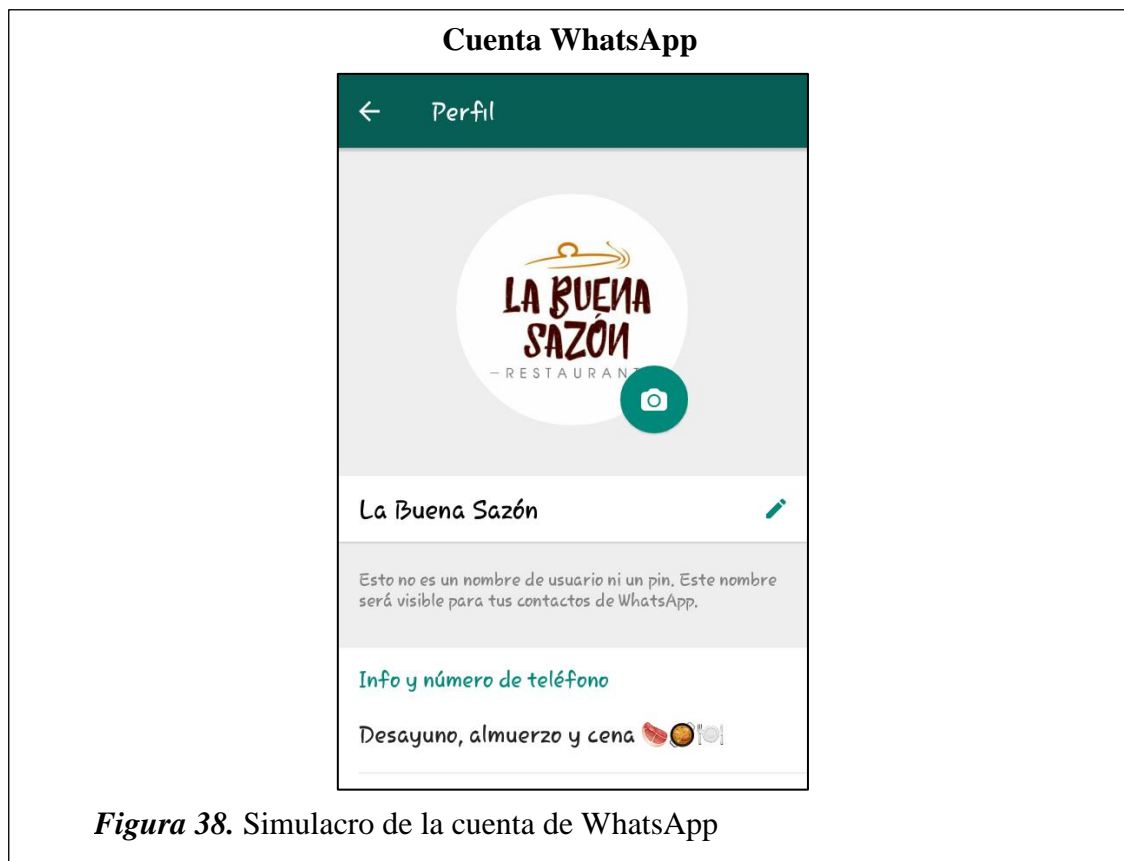 Cuenta WhatsApp
Perfil
LA BUENA
SAZÓN
RESTAURANT
La Buena Sazón
Esto no es un nombre de usuario ni un pin. Este nombre
será visible para tus contactos de WhatsApp.
Info y número de teléfono
Desayuno, almuerzo y cena 🥩🥘🍽️
Figura 38. Simulacro de la cuenta de WhatsApp